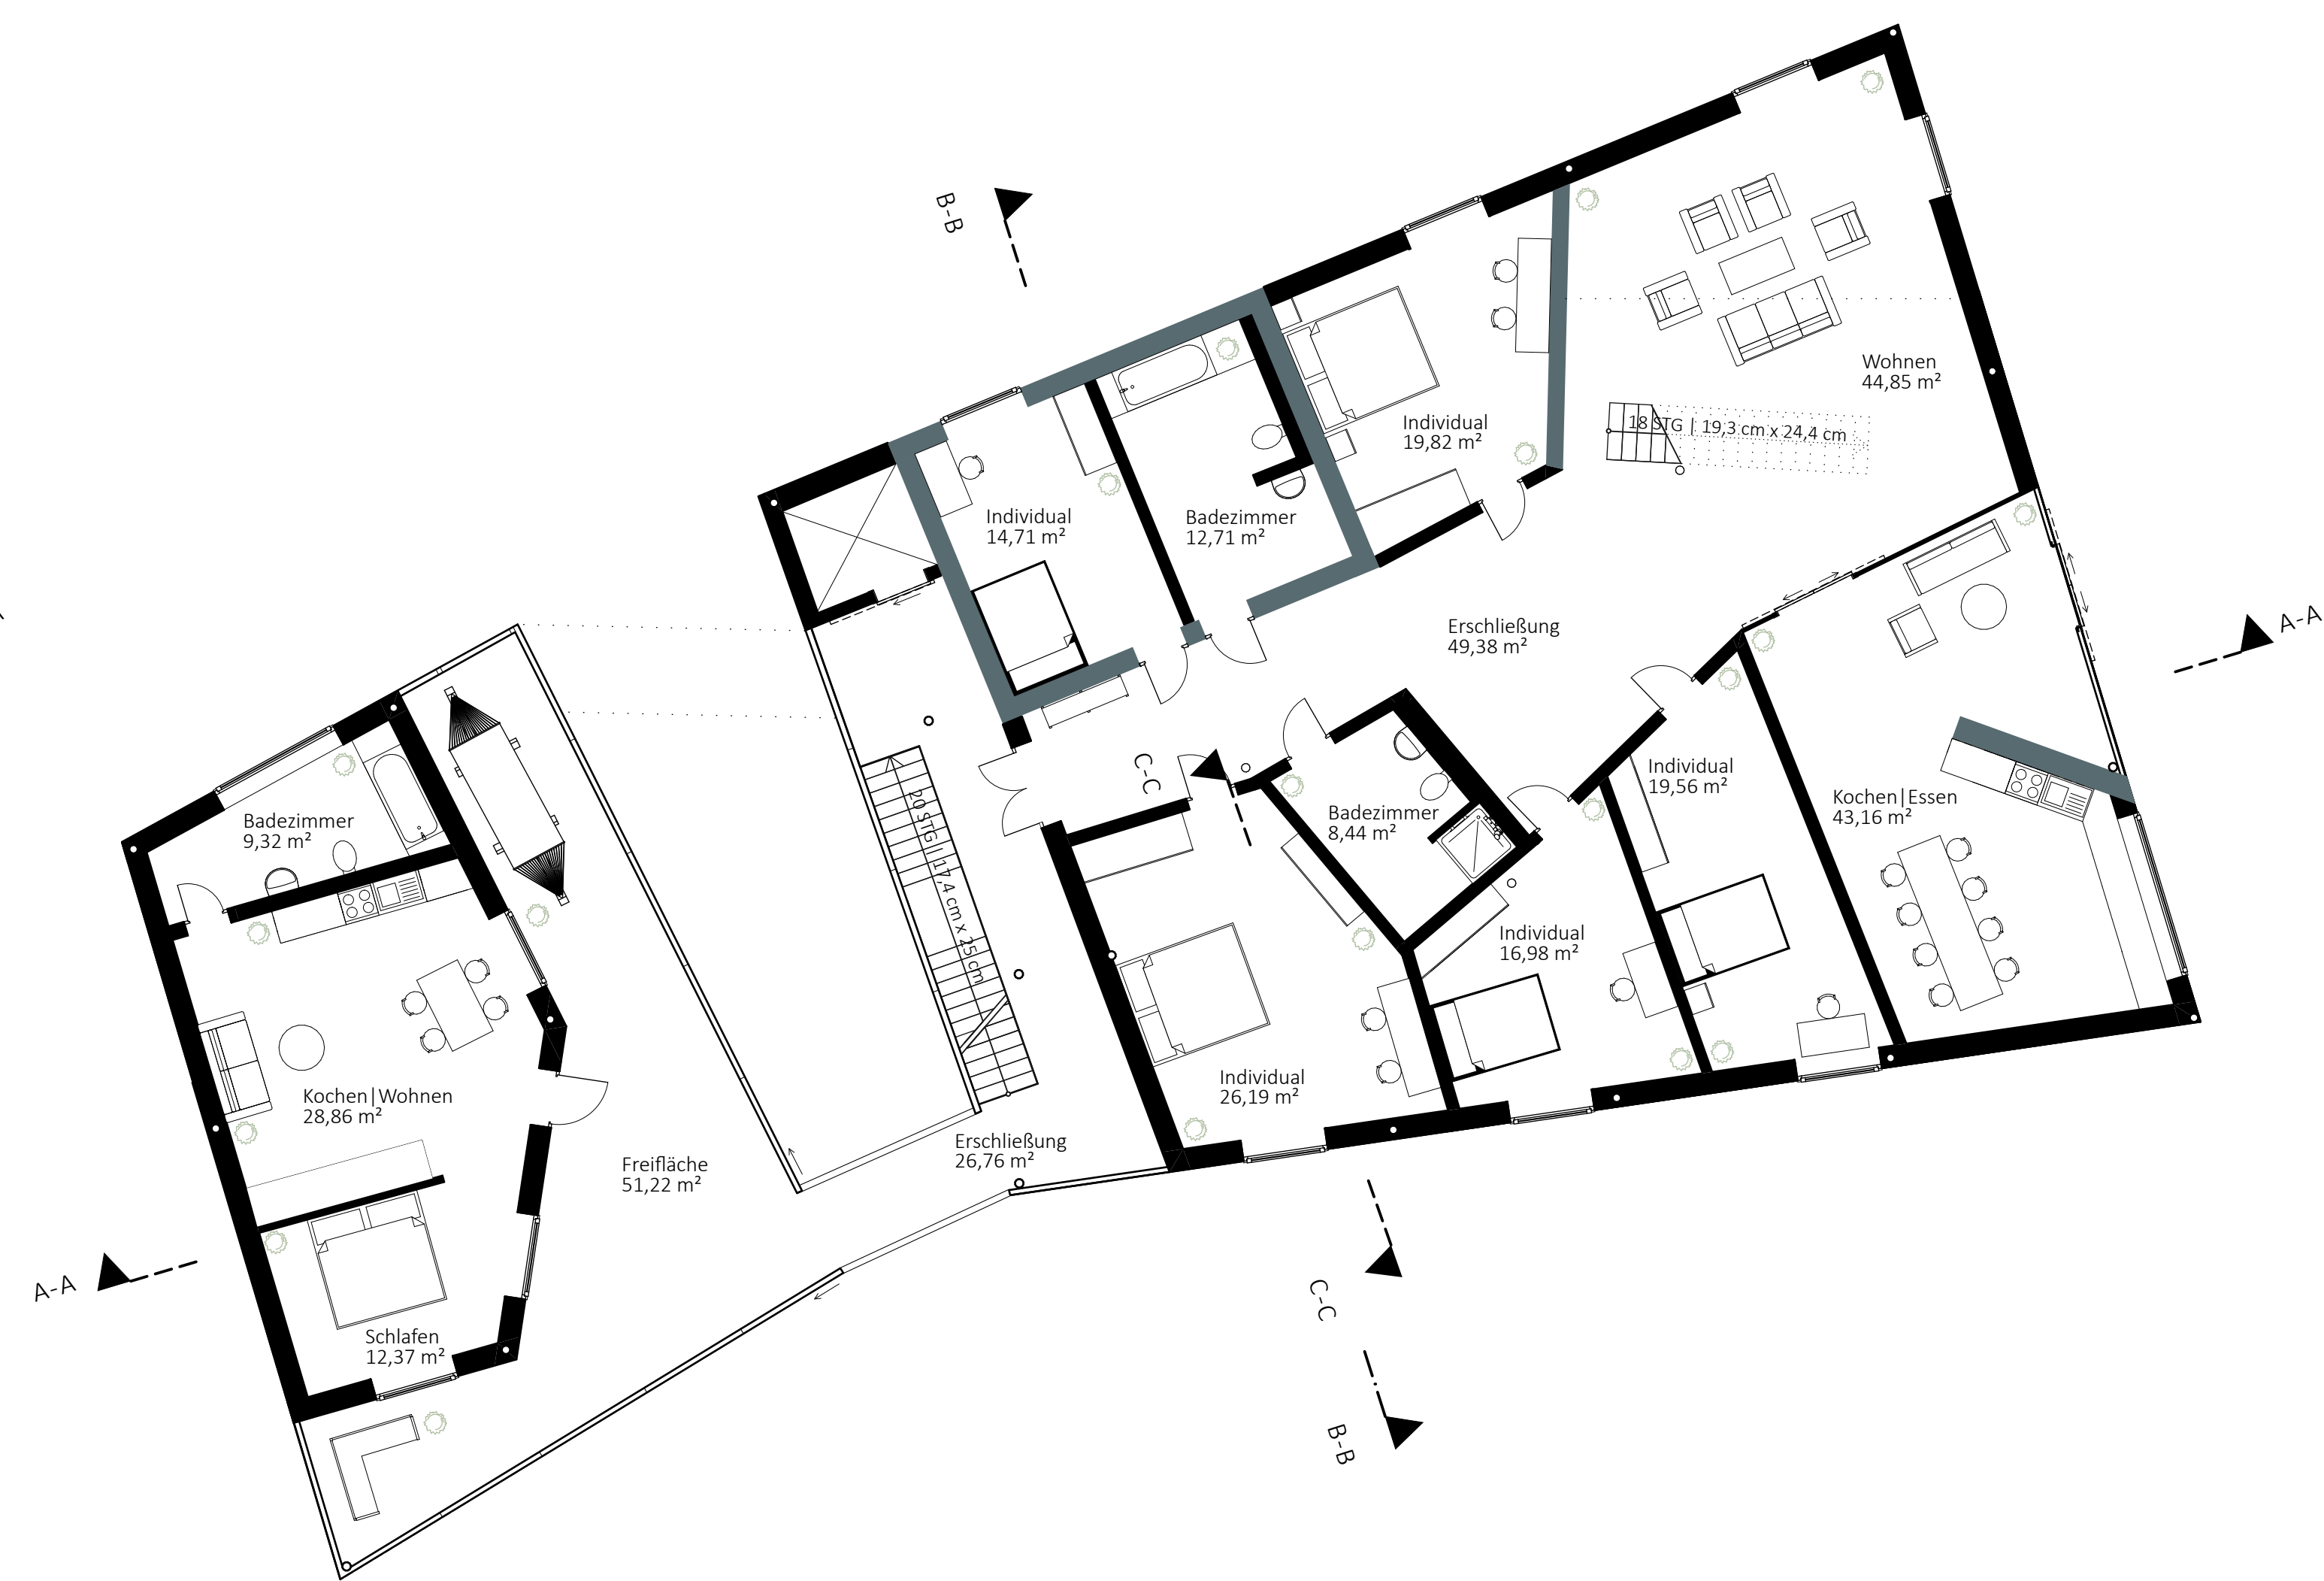 B-B
Wohnen
44,85 m²
Individual
19,82 m²
18 STG | 19,3 cm x 24,4 cm
Individual
14,71 m²
Badezimmer
12,71 m²
Erschließung
49,38 m²
A-A
C-C
Individual
19,56 m²
Kochen|Essen
43,16 m²
Badezimmer
8,44 m²
Badezimmer
9,32 m²
20 STG | 17,4 cm x 25 cm
Individual
16,98 m²
Individual
26,19 m²
Kochen|Wohnen
28,86 m²
Erschließung
26,76 m²
Freifläche
51,22 m²
A-A
C-C
Schlafen
12,37 m²
B-B